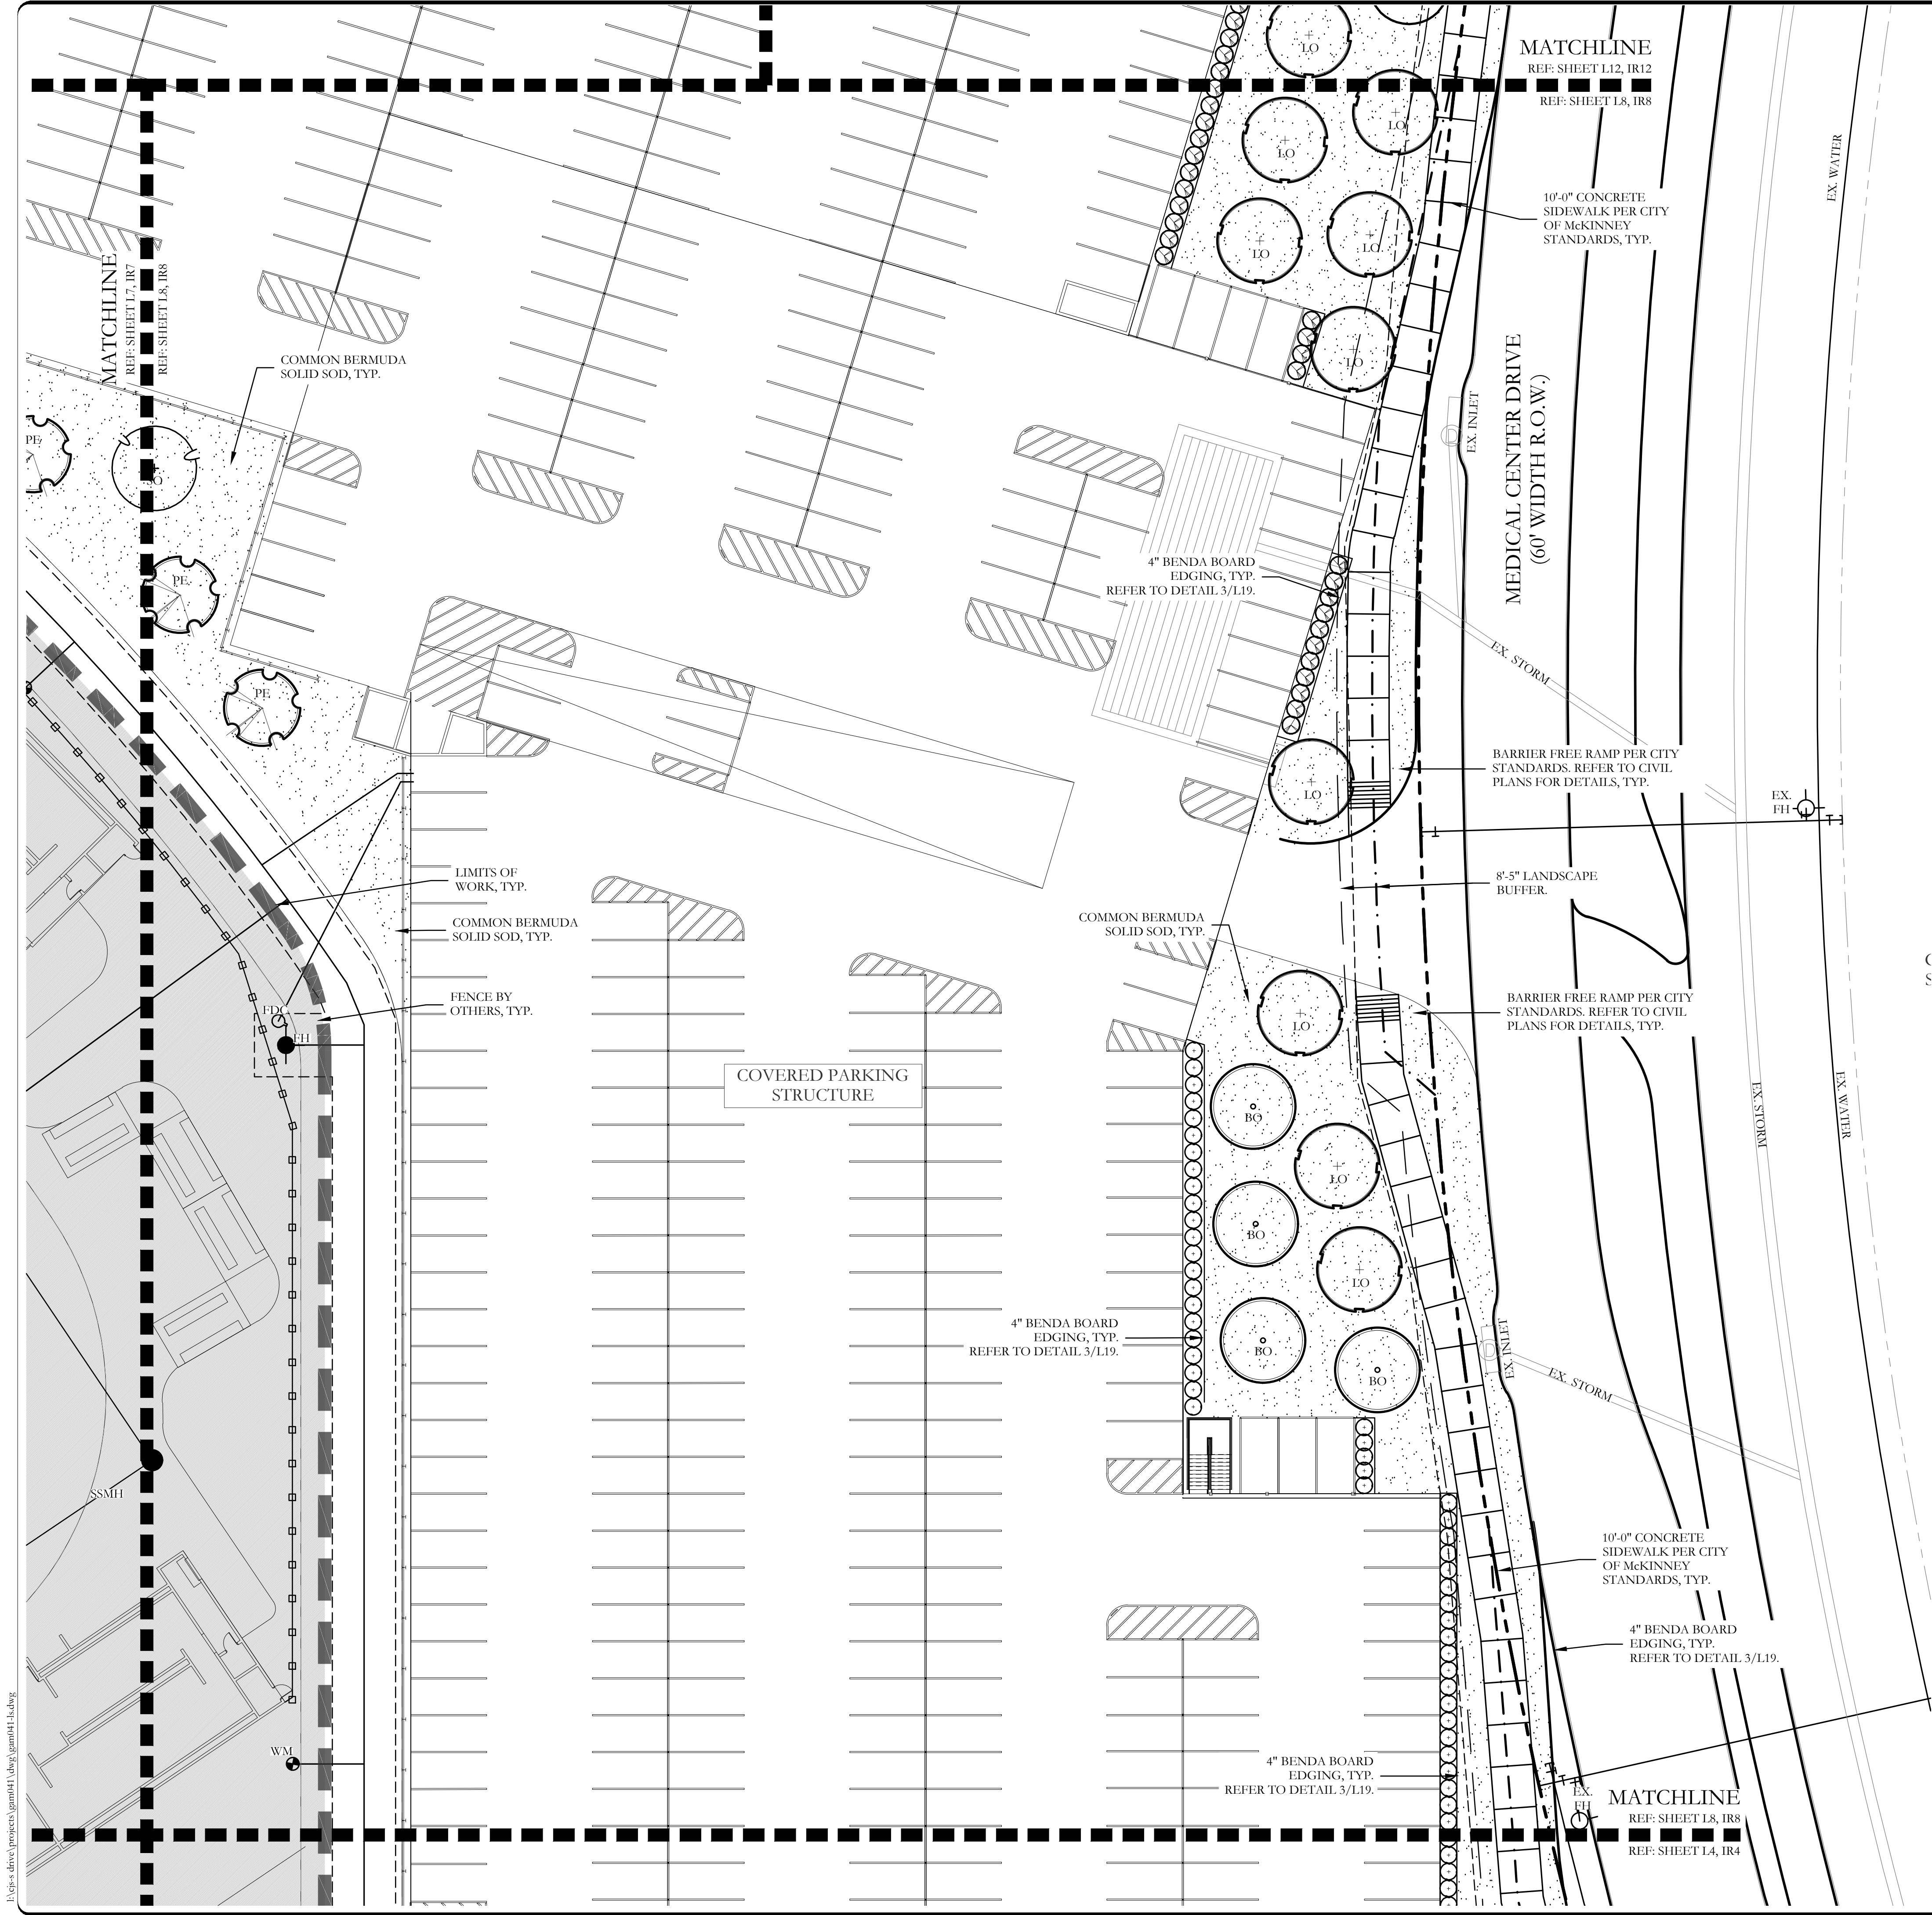 MATCHLINE
REF: SHEET L12, IR12
REF: SHEET L8, IR8
LO
LO
LO
LO
LO
LO
10'-0" CONCRETE
SIDEWALK PER CITY
OF McKINNEY
STANDARDS, TYP.
EX. WATER
MATCHLINE
REF: SHEET L7, IR7
REF: SHEET L8, IR8
COMMON BERMUDA
SOLID SOD, TYP.
MEDICAL CENTER DRIVE
(60' WIDTH R.O.W.)
EX. INLET
D
PE
PE
PE
4" BENDA BOARD
EDGING, TYP.
REFER TO DETAIL 3/L19.
EX. STORM
BARRIER FREE RAMP PER CITY
STANDARDS. REFER TO CIVIL
PLANS FOR DETAILS, TYP.
LO
EX.
FH
LIMITS OF
WORK, TYP.
8'-5" LANDSCAPE
BUFFER.
COMMON BERMUDA
SOLID SOD, TYP.
COMMON BERMUDA
SOLID SOD, TYP.
FENCE BY
OTHERS, TYP.
BARRIER FREE RAMP PER CITY
STANDARDS. REFER TO CIVIL
PLANS FOR DETAILS, TYP.
FDC
FH
LO
COVERED PARKING
STRUCTURE
BO
LO
BO
LO
BO
BO
EX. STORM
EX. WATER
4" BENDA BOARD
EDGING, TYP.
REFER TO DETAIL 3/L19.
EX. INLET
D
EX. STORM
SSMH
10'-0" CONCRETE
SIDEWALK PER CITY
OF McKINNEY
STANDARDS, TYP.
4" BENDA BOARD
EDGING, TYP.
REFER TO DETAIL 3/L19.
WM
4" BENDA BOARD
EDGING, TYP.
REFER TO DETAIL 3/L19.
EX.
FH
MATCHLINE
REF: SHEET L8, IR8
REF: SHEET L4, IR4
l:\cjs-s drive\projects\gam041\dwg\gam041-ls.dwg